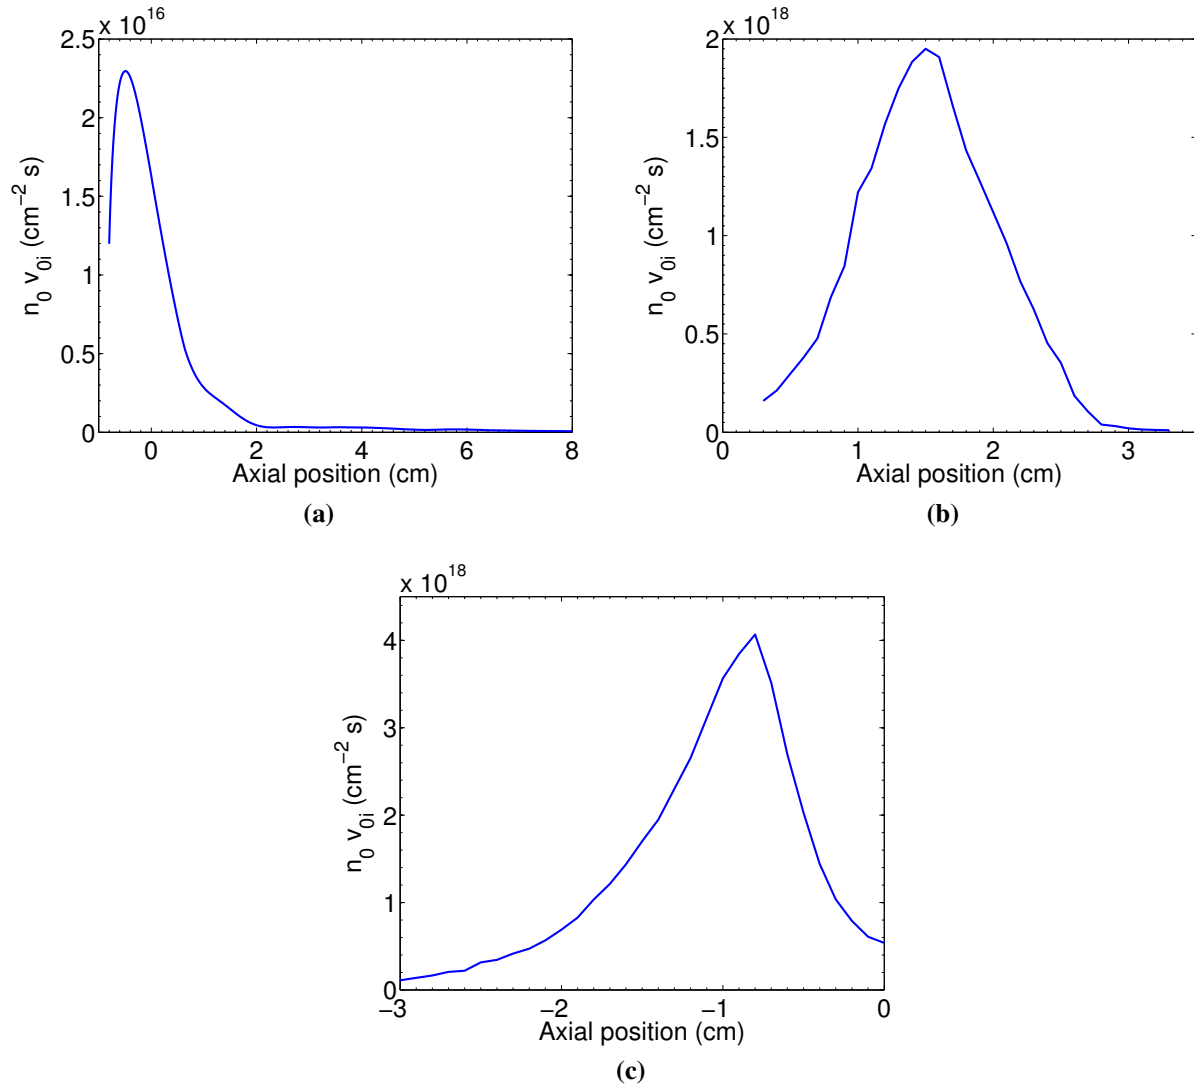 x 10^16
2.5
2
1.5
1
0.5
0
0 2 4 6 8
n_0 v_0i (cm^−2 s)
Axial position (cm)
(a)
x 10^18
2
1.5
1
0.5
0
0 1 2 3
n_0 v_0i (cm^−2 s)
Axial position (cm)
(b)
x 10^18
4
3
2
1
0
−3 −2 −1 0
n_0 v_0i (cm^−2 s)
Axial position (cm)
(c)